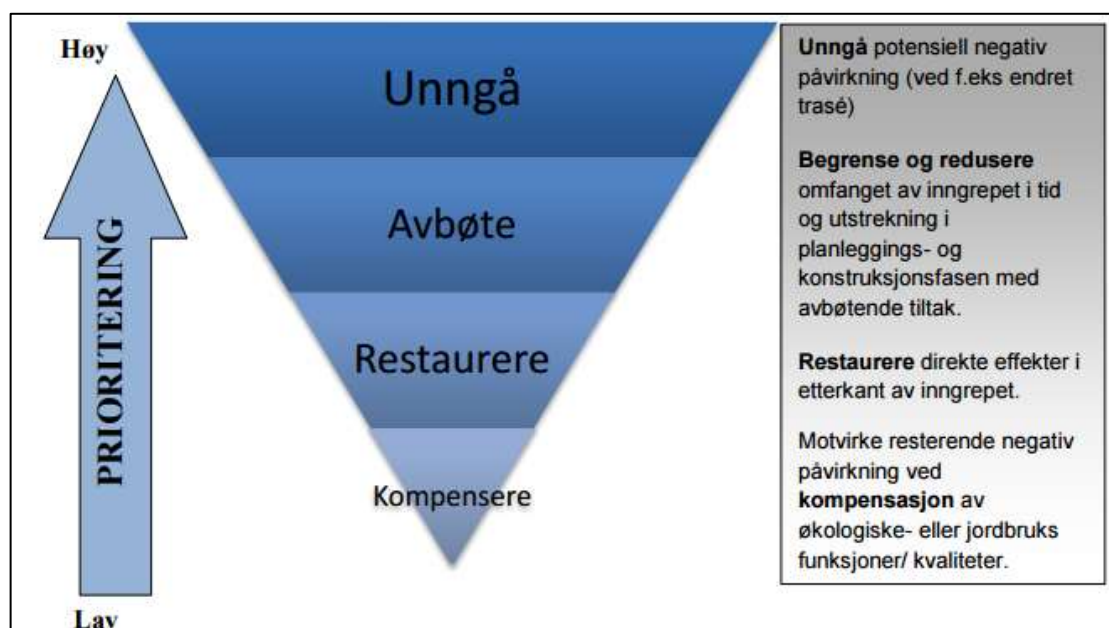 Høy
PRIORITERING
Lav
Unngå
Avbøte
Restaurere
Kompensere
Unngå potensiell negativ
påvirkning (ved f.eks endret
trasé)
Begrense og redusere
omfanget av inngrepet i tid
og utstrekning i
planleggings- og
konstruksjonsfasen med
avbøtende tiltak.
Restaurere direkte effekter i
etterkant av inngrepet.
Motvirke resterende negativ
påvirkning ved
kompensasjon av
økologiske- eller jordbruks
funksjoner/ kvaliteter.